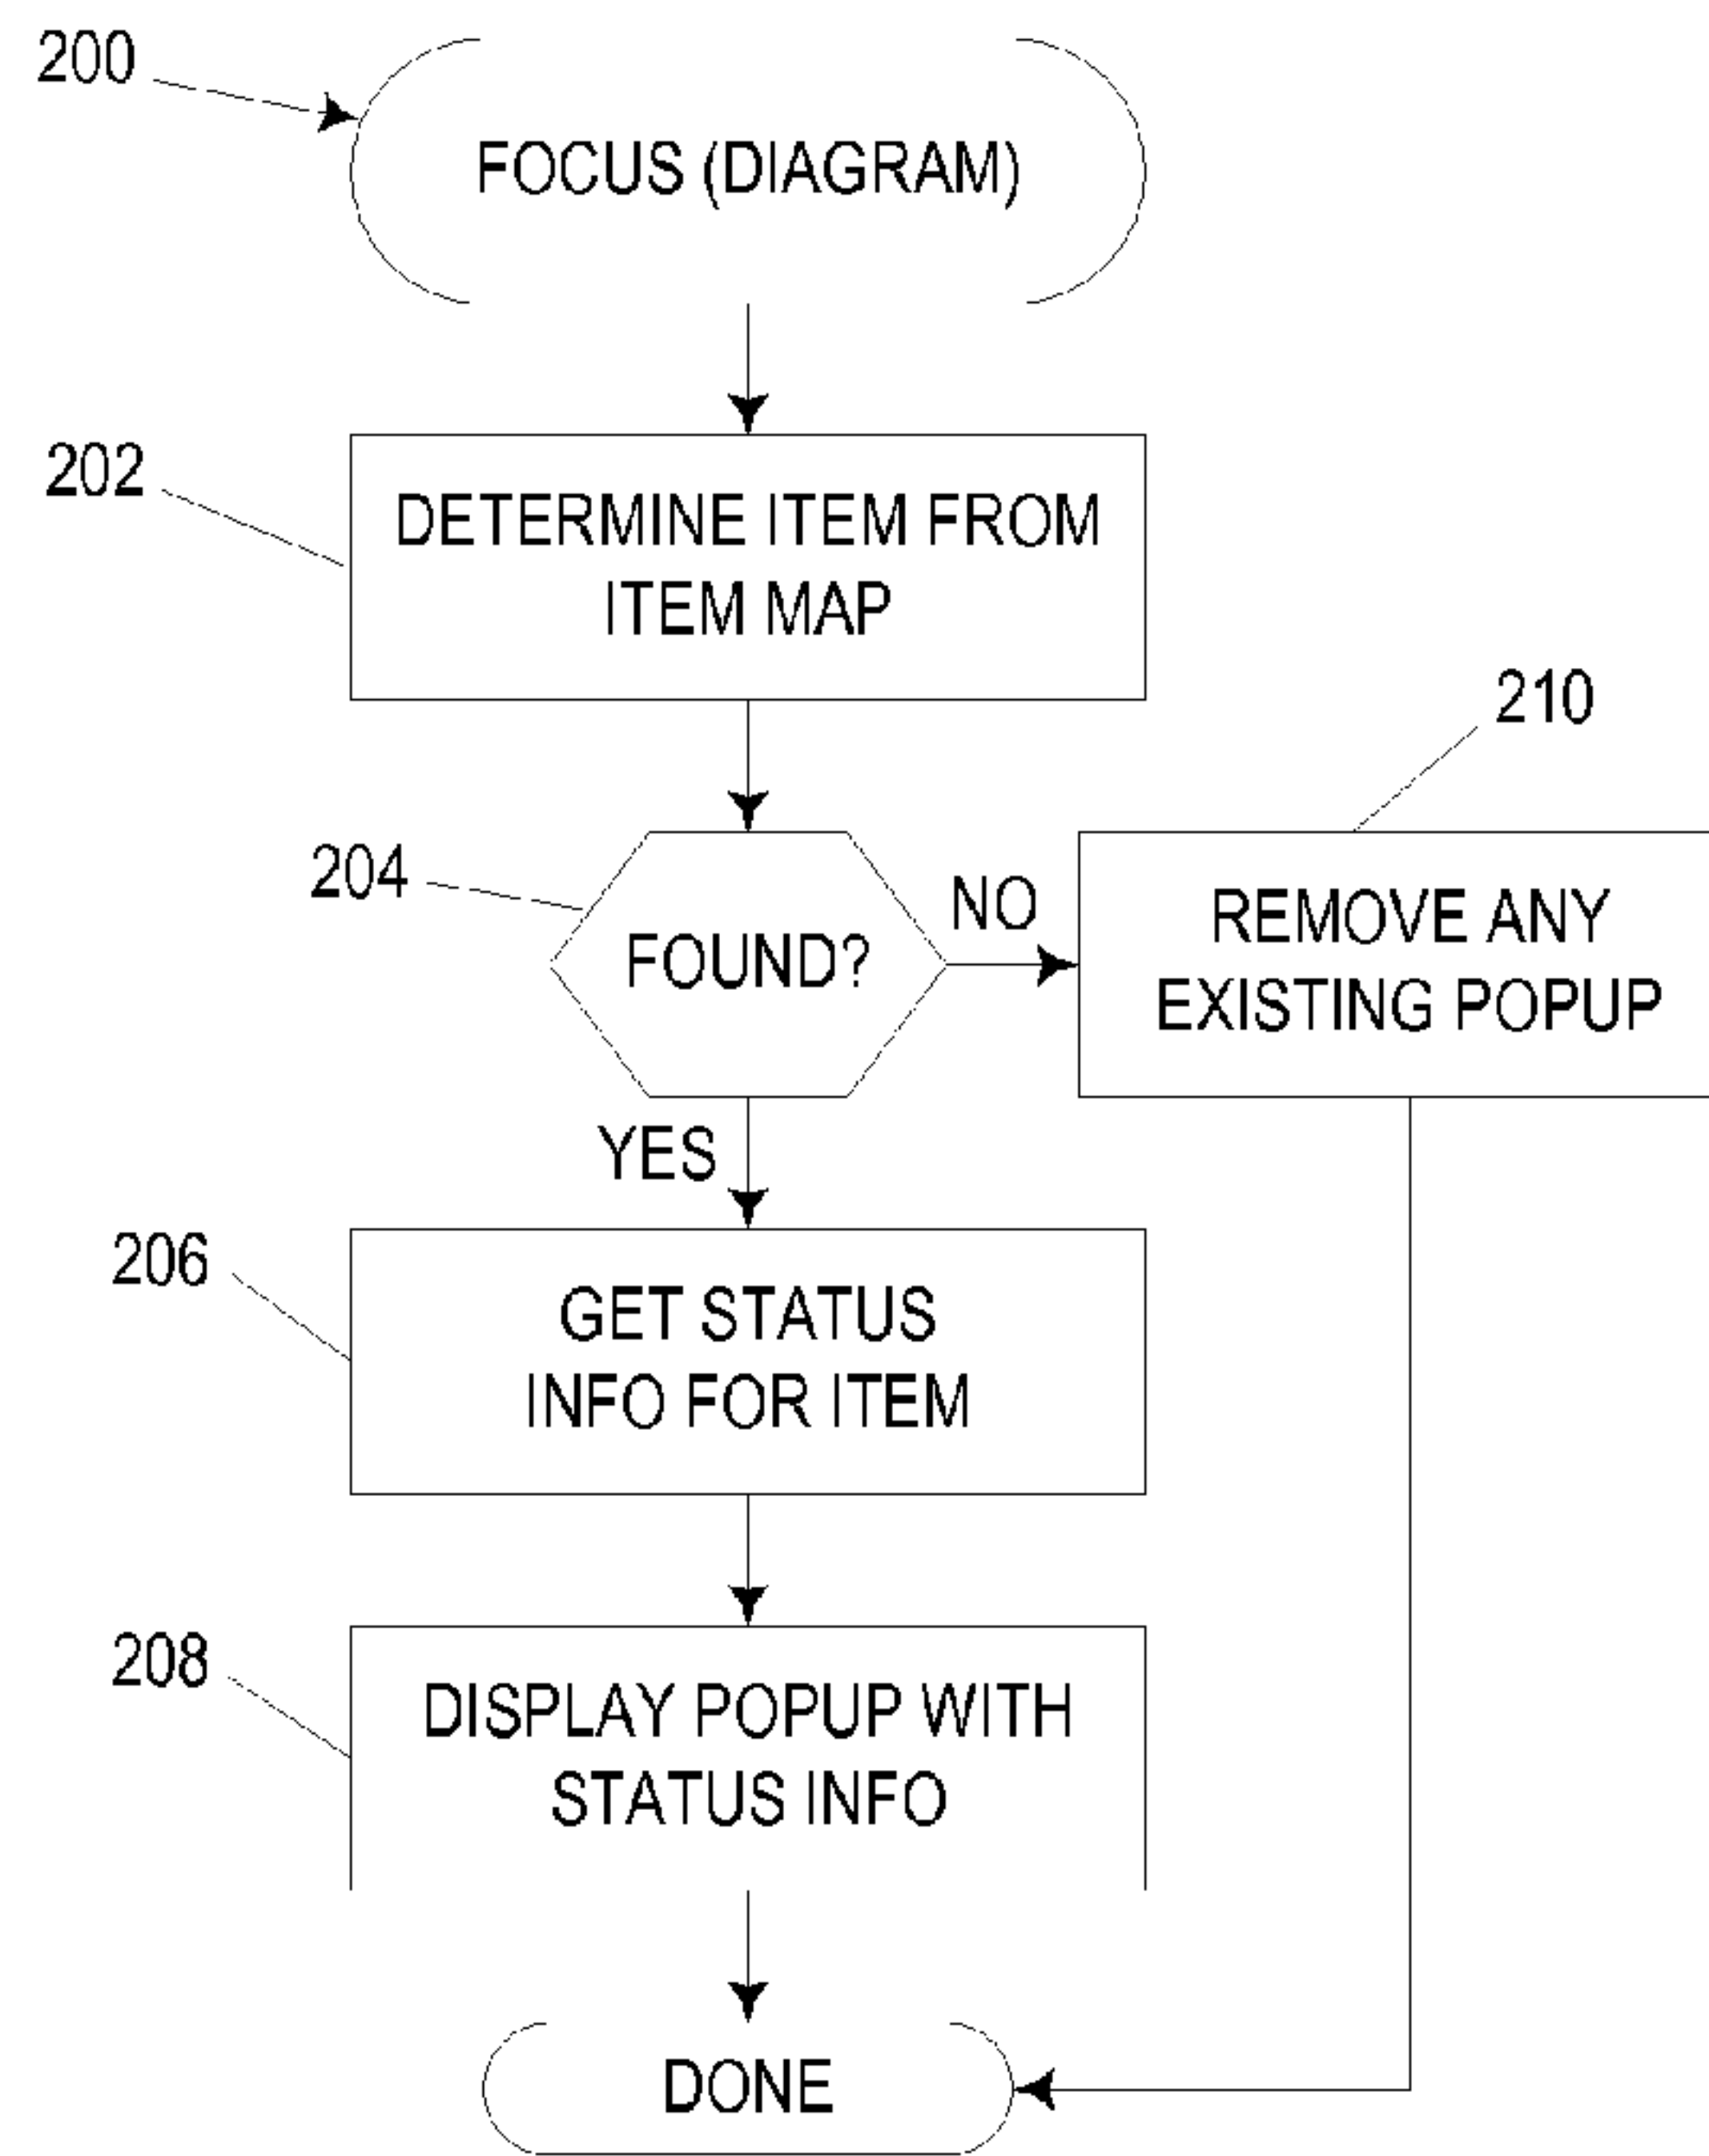 200
FOCUS (DIAGRAM)
202
DETERMINE ITEM FROM
ITEM MAP
210
204
FOUND?
NO
REMOVE ANY
EXISTING POPUP
YES
206
GET STATUS
INFO FOR ITEM
208
DISPLAY POPUP WITH
STATUS INFO
DONE